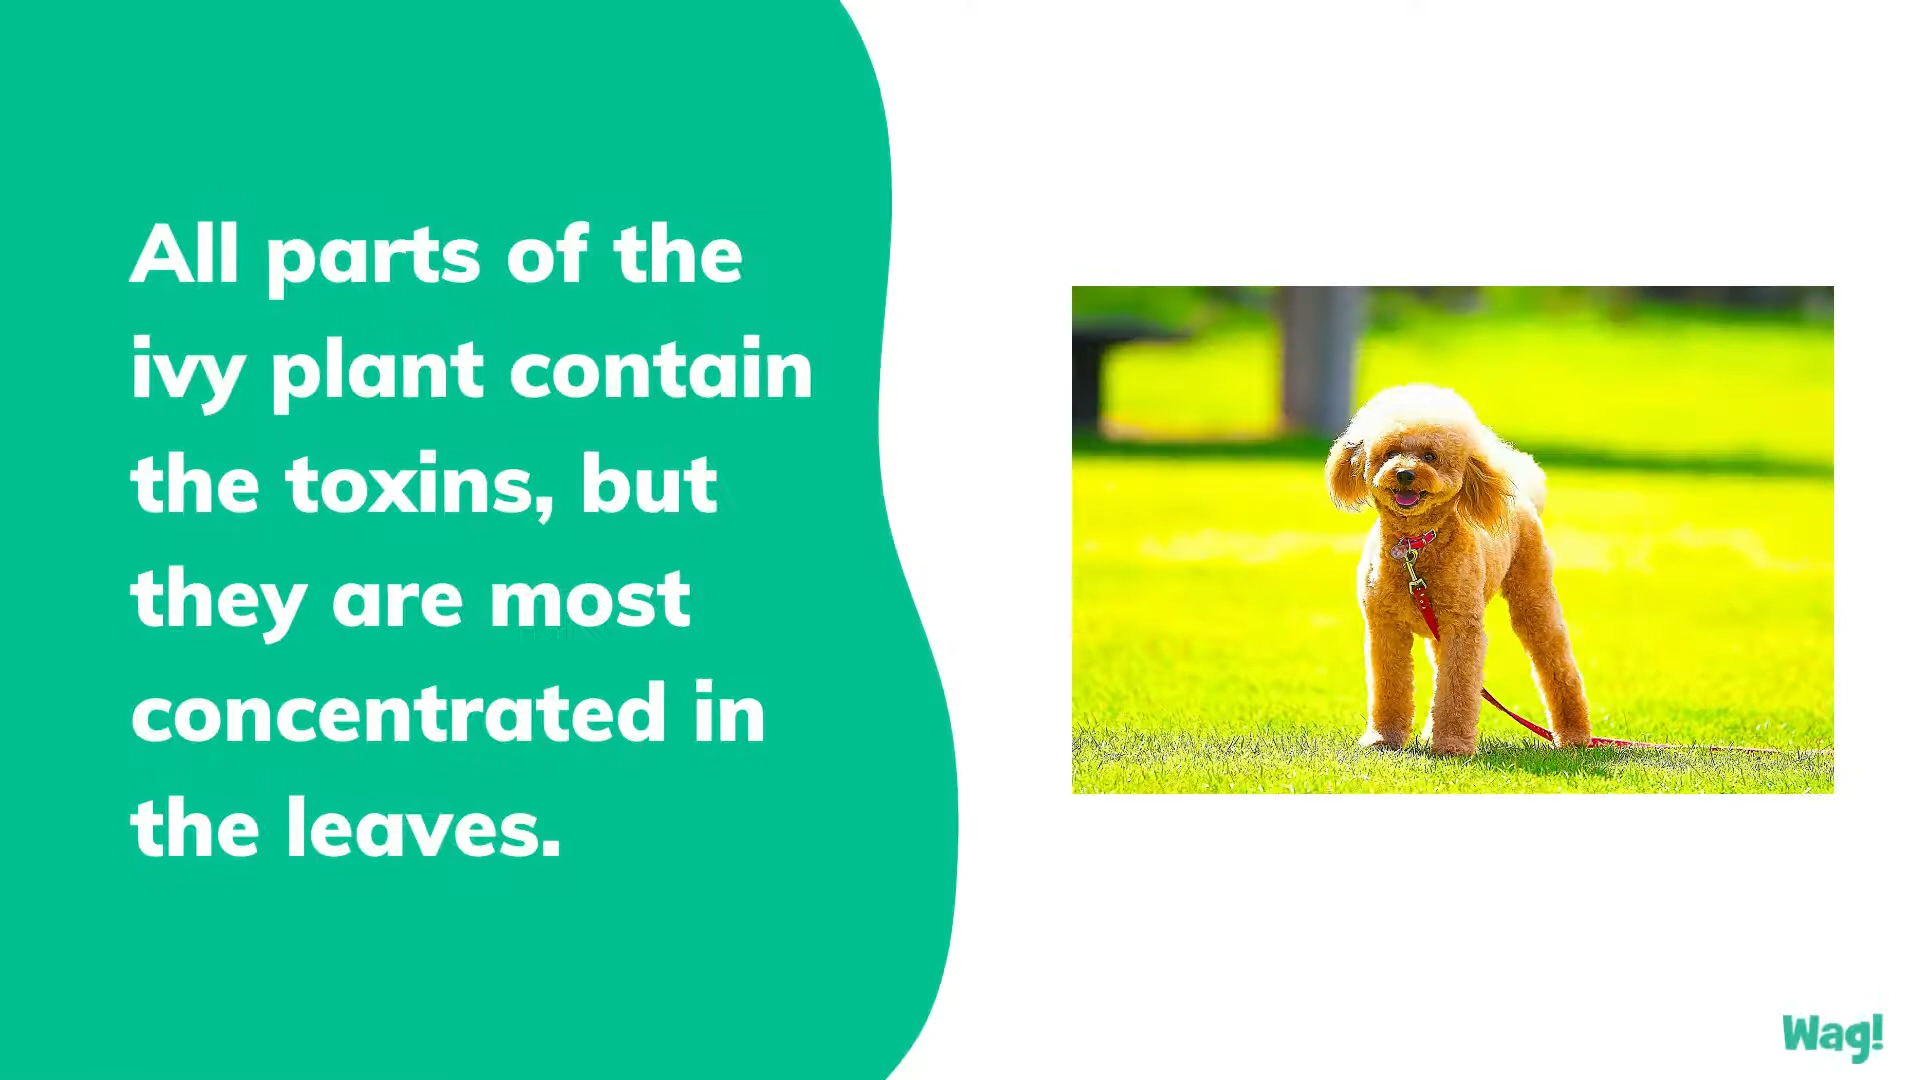 All parts of the
ivy plant contain
the toxins, but
they are most
concentrated in
the leaves.
Wag!